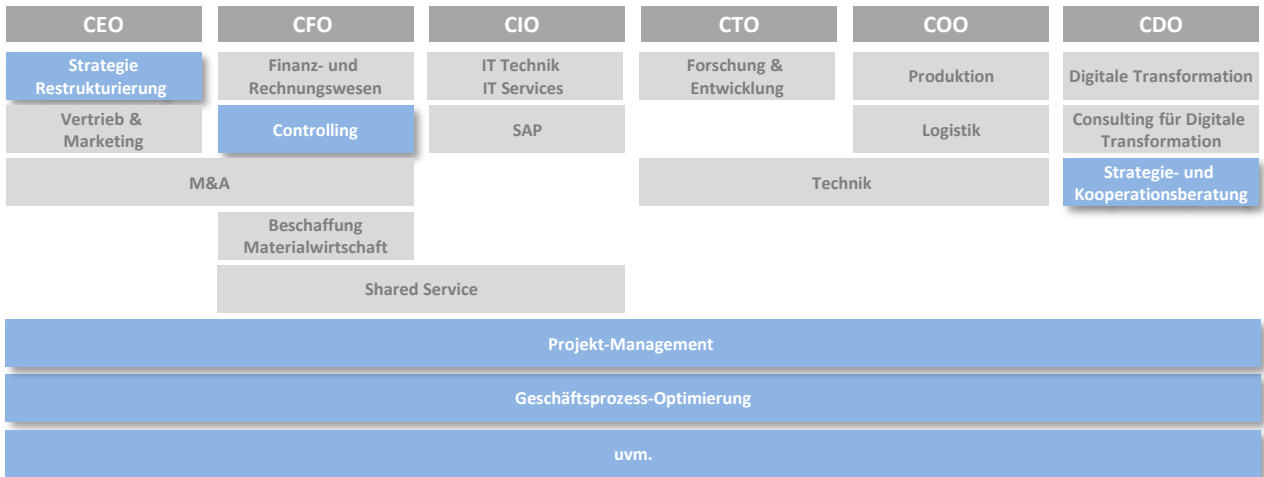 CEO
CFO
CIO
CTO
COO
CDO
Strategie
Restrukturierung
Finanz- und
Rechnungswesen
IT Technik
IT Services
Forschung &
Entwicklung
Produktion
Digitale Transformation
Vertrieb &
Marketing
Controlling
SAP
Logistik
Consulting für Digitale
Transformation
M&A
Technik
Strategie- und
Kooperationsberatung
Beschaffung
Materialwirtschaft
Shared Service
Projekt-Management
Geschäftsprozess-Optimierung
uvm.